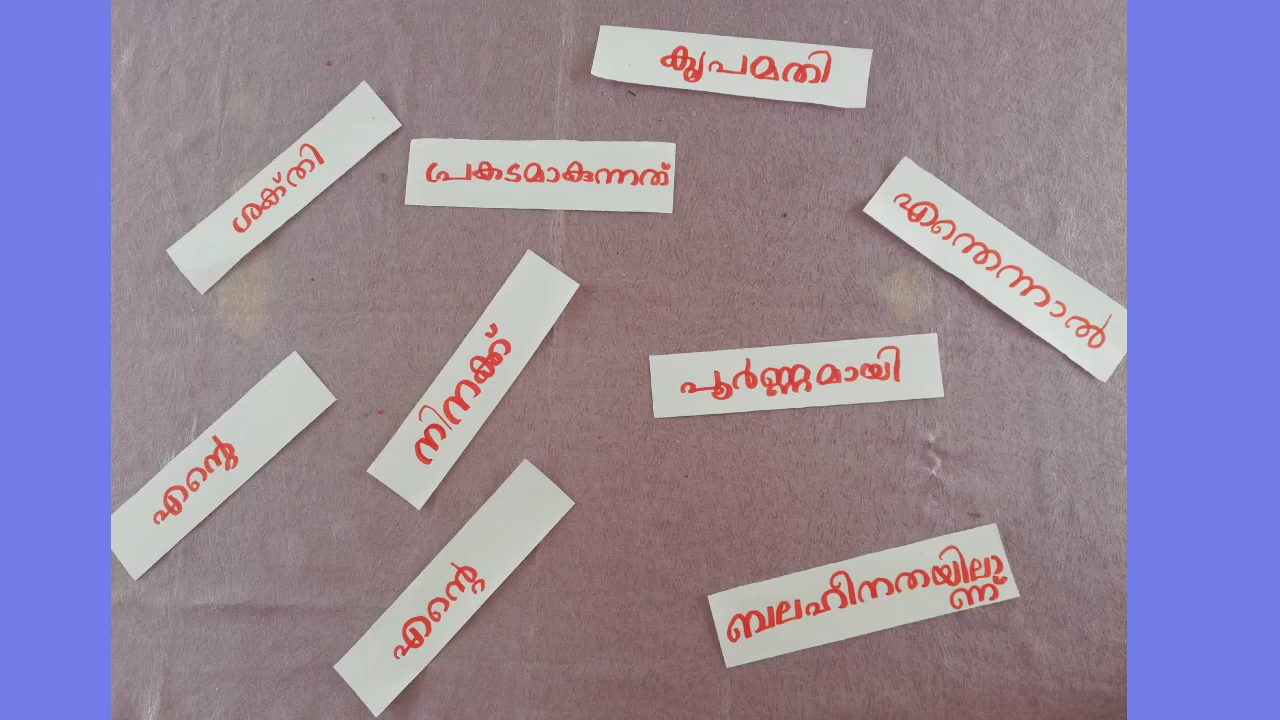 കൃപമതി
ശക്തി
പ്രകടമാകുന്നത്
എന്തെന്നാൽ
നിനക്ക്
പൂർണ്ണമായി
എന്റെ
എന്റെ
ബലഹീനതയിലാ
ണ്